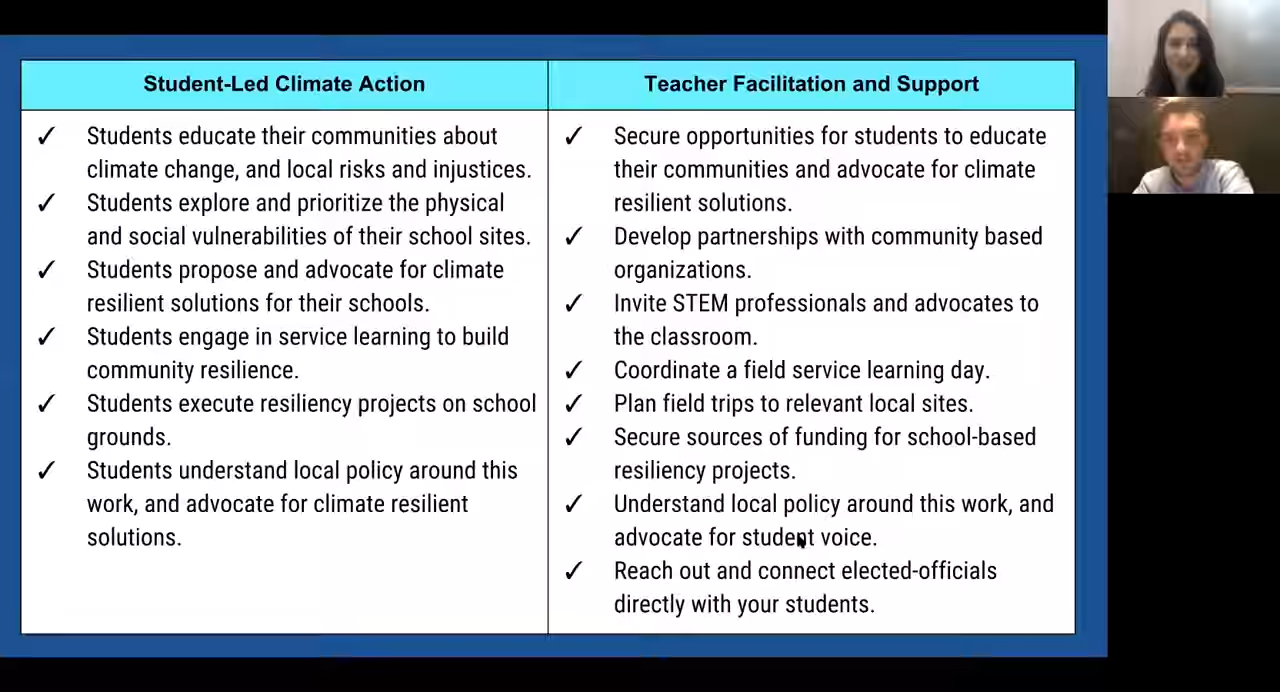 Student-Led Climate Action
✓ Students educate their communities about
climate change, and local risks and injustices.
✓ Students explore and prioritize the physical
and social vulnerabilities of their school sites.
✓ Students propose and advocate for climate
resilient solutions for their schools.
✓ Students engage in service learning to build
community resilience.
✓ Students execute resiliency projects on school
grounds.
✓ Students understand local policy around this
work, and advocate for climate resilient
solutions.
Teacher Facilitation and Support
✓ Secure opportunities for students to educate
their communities and advocate for climate
resilient solutions.
✓ Develop partnerships with community based
organizations.
✓ Invite STEM professionals and advocates to
the classroom.
✓ Coordinate a field service learning day.
✓ Plan field trips to relevant local sites.
✓ Secure sources of funding for school-based
resiliency projects.
✓ Understand local policy around this work, and
advocate for student voice.
✓ Reach out and connect elected-officials
directly with your students.